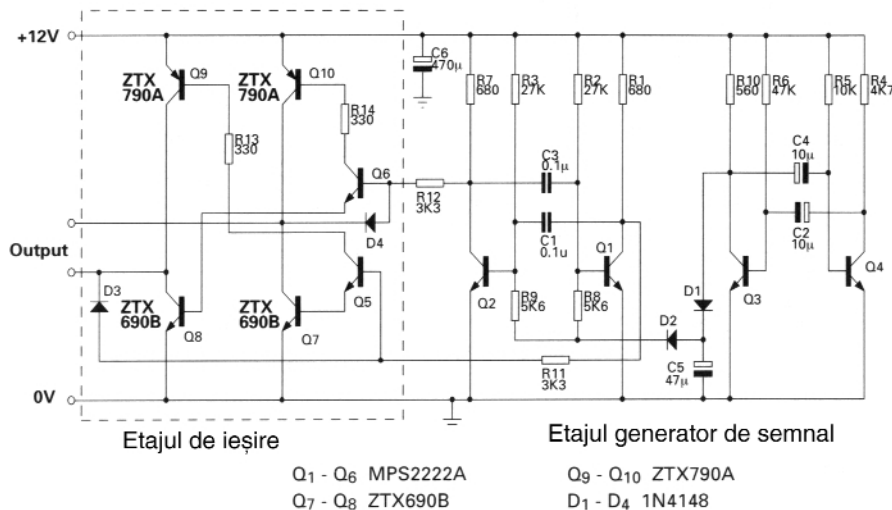 +12V
ZTX
790A
Q9
ZTX
790A
Q10
C6
470µ
R7
680
R3
27K
R2
27K
R1
680
R10
560
R6
47K
R5
10K
R4
4K7
R14
330
R13
330
C3
0.1µ
C4
10µ
Q6
R12
3K3
C1
0.1u
C2
10µ
D4
Output
Q1
Q2
Q3
Q4
D3
ZTX
690B
Q8
ZTX
690B
Q7
Q5
R9
5K6
R8
5K6
D1
D2
C5
47µ
R11
3K3
0V
Etajul de ieșire
Etajul generator de semnal
Q1 - Q6 MPS2222A
Q9 - Q10 ZTX790A
Q7 - Q8 ZTX690B
D1 - D4 1N4148